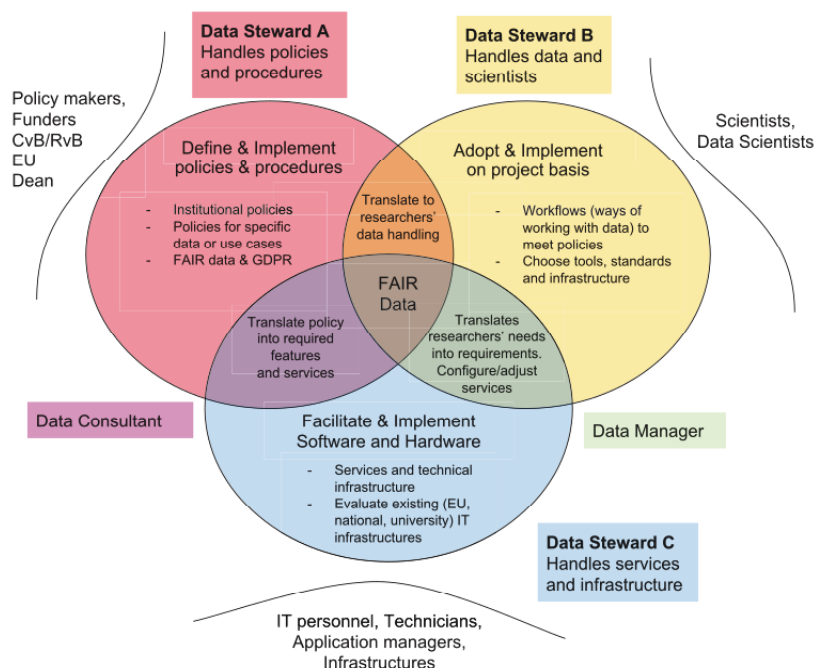 Data Steward A
Handles policies
and procedures
Data Steward B
Handles data and
scientists
Policy makers,
Funders
CvB/RvB
EU
Dean
Scientists,
Data Scientists
Define & Implement
policies & procedures
- Institutional policies
- Policies for specific
data or use cases
- FAIR data & GDPR
Translate to
researchers'
data handling
Adopt & Implement
on project basis
- Workflows (ways of
working with data) to
meet policies
- Choose tools, standards
and infrastructure
FAIR
Data
Translate policy
into required
features
and services
Translates
researchers' needs
into requirements.
Configure/adjust
services
Data Consultant
Data Manager
Facilitate & Implement
Software and Hardware
- Services and technical
infrastructure
- Evaluate existing (EU,
national, university) IT
infrastructures
Data Steward C
Handles services
and infrastructure
IT personnel, Technicians,
Application managers,
Infrastructures